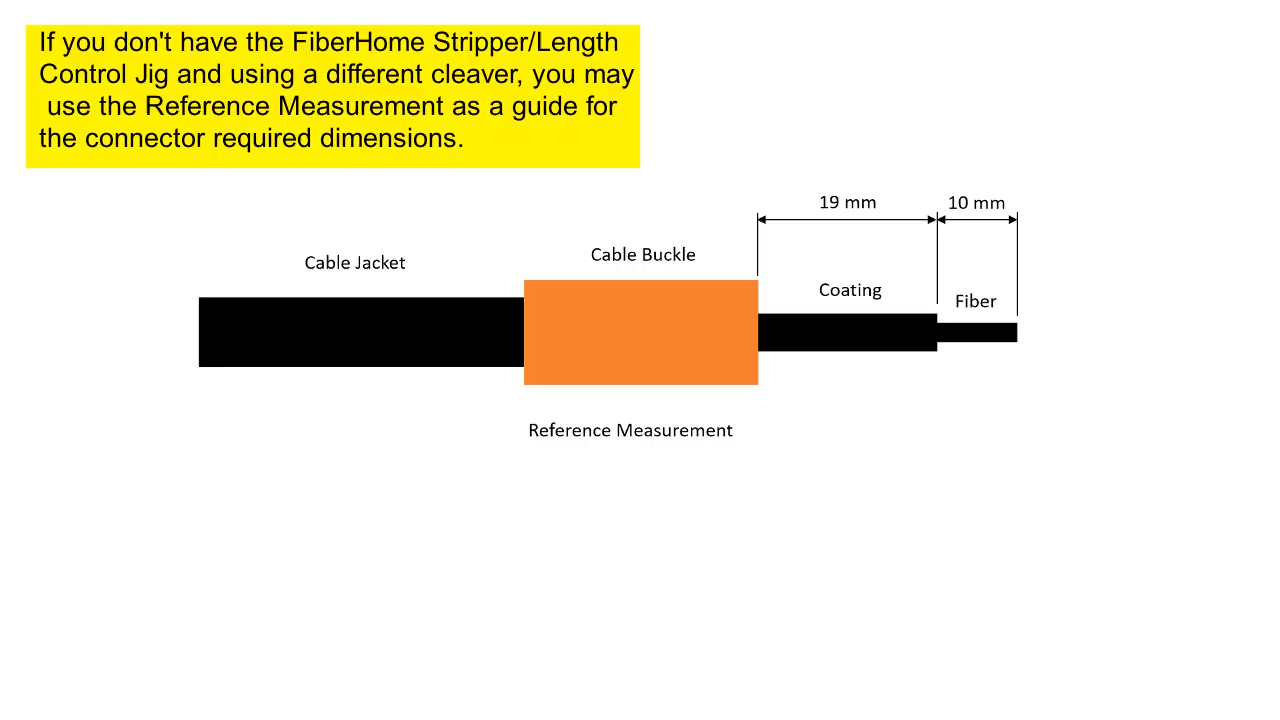 If you don't have the FiberHome Stripper/Length
Control Jig and using a different cleaver, you may
use the Reference Measurement as a guide for
the connector required dimensions.
19 mm
10 mm
Cable Jacket
Cable Buckle
Coating
Fiber
Reference Measurement